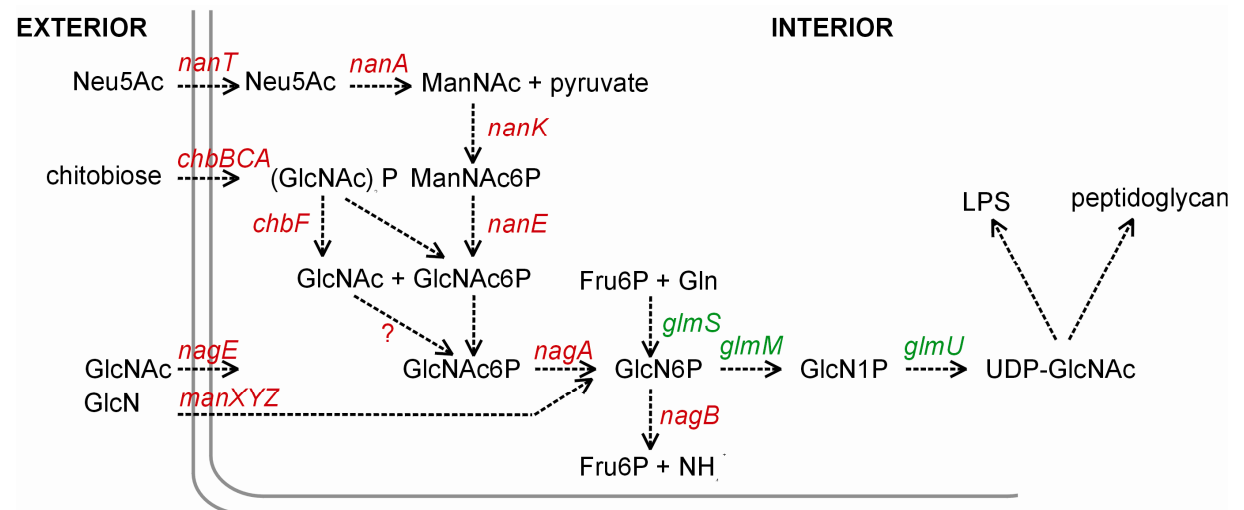 EXTERIOR INTERIOR
nanT nanA
Neu5Ac Neu5Ac ManNAc + pyruvate
nanK
chbBCA
chitobiose (GlcNAc) P ManNAc6P
LPS peptidoglycan
chbF nanE
GlcNAc + GlcNAc6P Fru6P + Gln
? glmS
nagE nagA glmM glmU
GlcNAc GlcNAc6P GlcN6P GlcN1P UDP-GlcNAc
GlcN manXYZ
nagB
Fru6P + NH